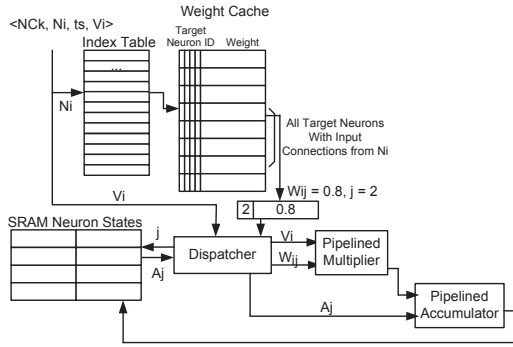 Weight Cache
<NCk, Ni, ts, Vi>
Index Table
Target
Neuron ID
Weight
...
Ni
All Target Neurons
With Input
Connections from Ni
Vi
Wij = 0.8, j = 2
2
0.8
SRAM Neuron States
j
Aj
Dispatcher
Vi
Wij
Pipelined
Multiplier
Aj
Pipelined
Accumulator